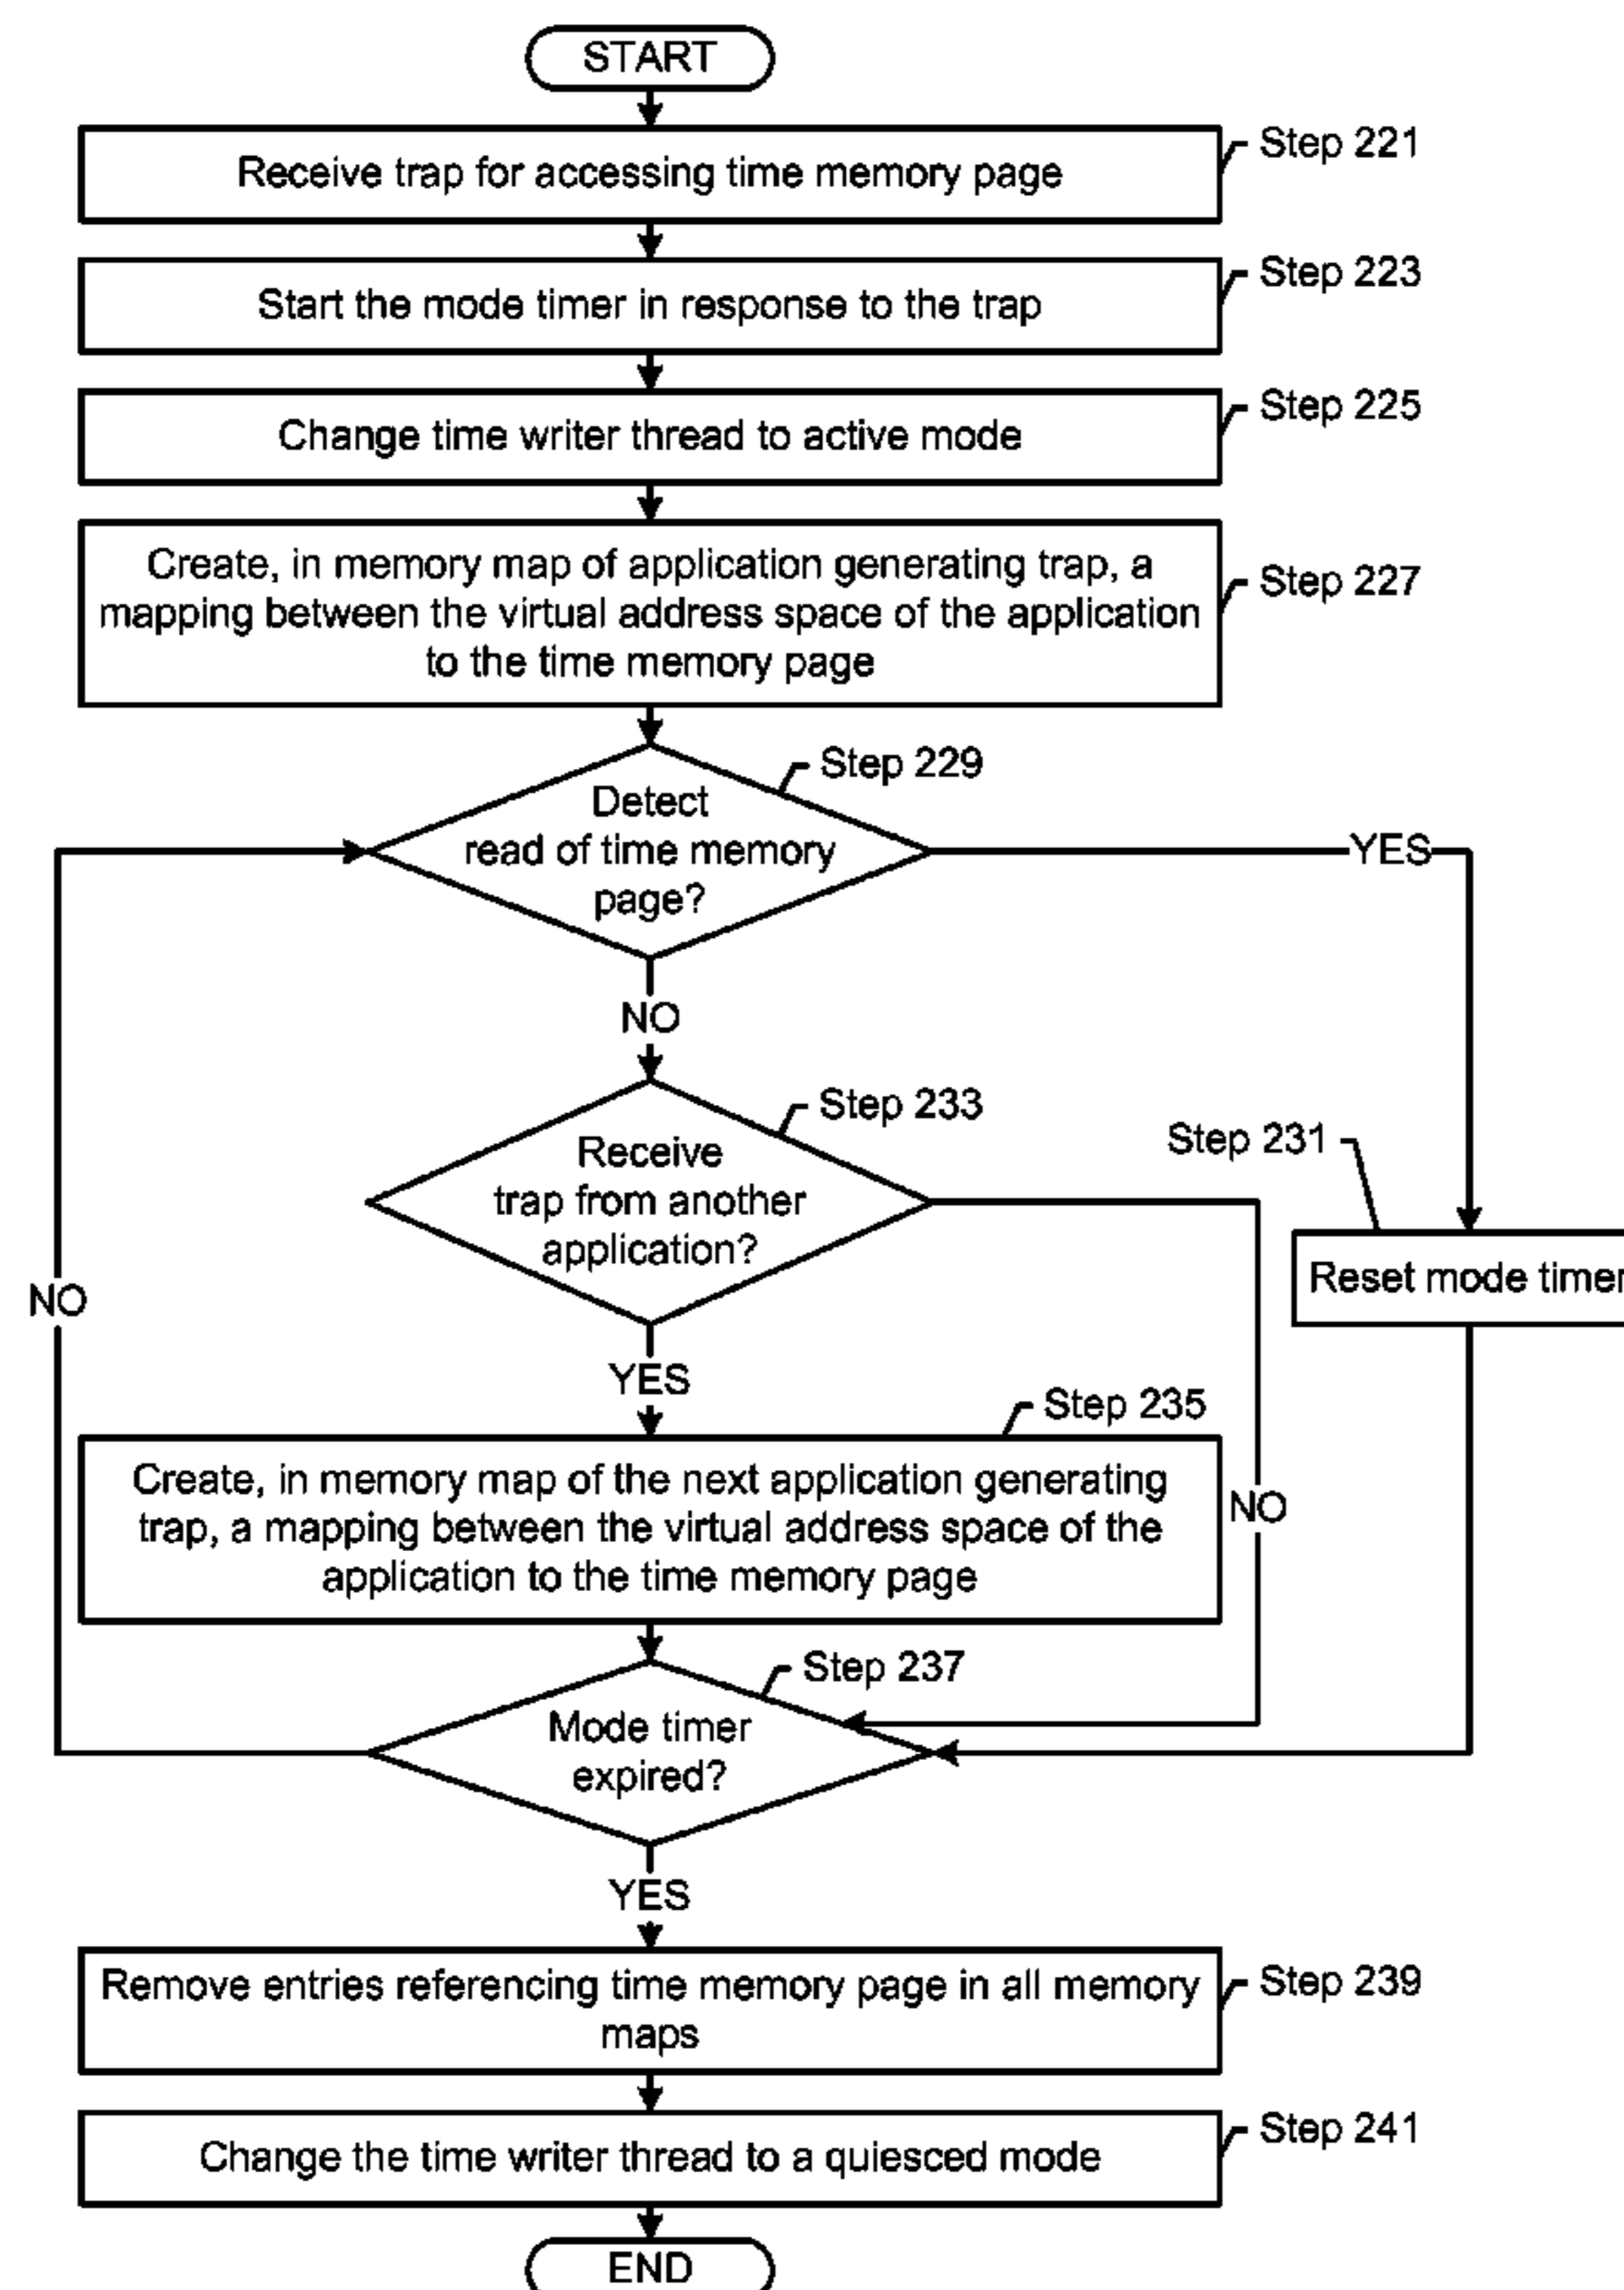 START
Receive trap for accessing time memory page
Step 221
Start the mode timer in response to the trap
Step 223
Change time writer thread to active mode
Step 225
Create, in memory map of application generating trap, a
mapping between the virtual address space of the application
to the time memory page
Step 227
Step 229
Detect
read of time memory
page?
YES
NO
Step 233
Receive
trap from another
application?
Step 231
Reset mode timer
NO
YES
Step 235
Create, in memory map of the next application generating
trap, a mapping between the virtual address space of the
application to the time memory page
NO
Step 237
Mode timer
expired?
YES
Remove entries referencing time memory page in all memory
maps
Step 239
Change the time writer thread to a quiesced mode
Step 241
END